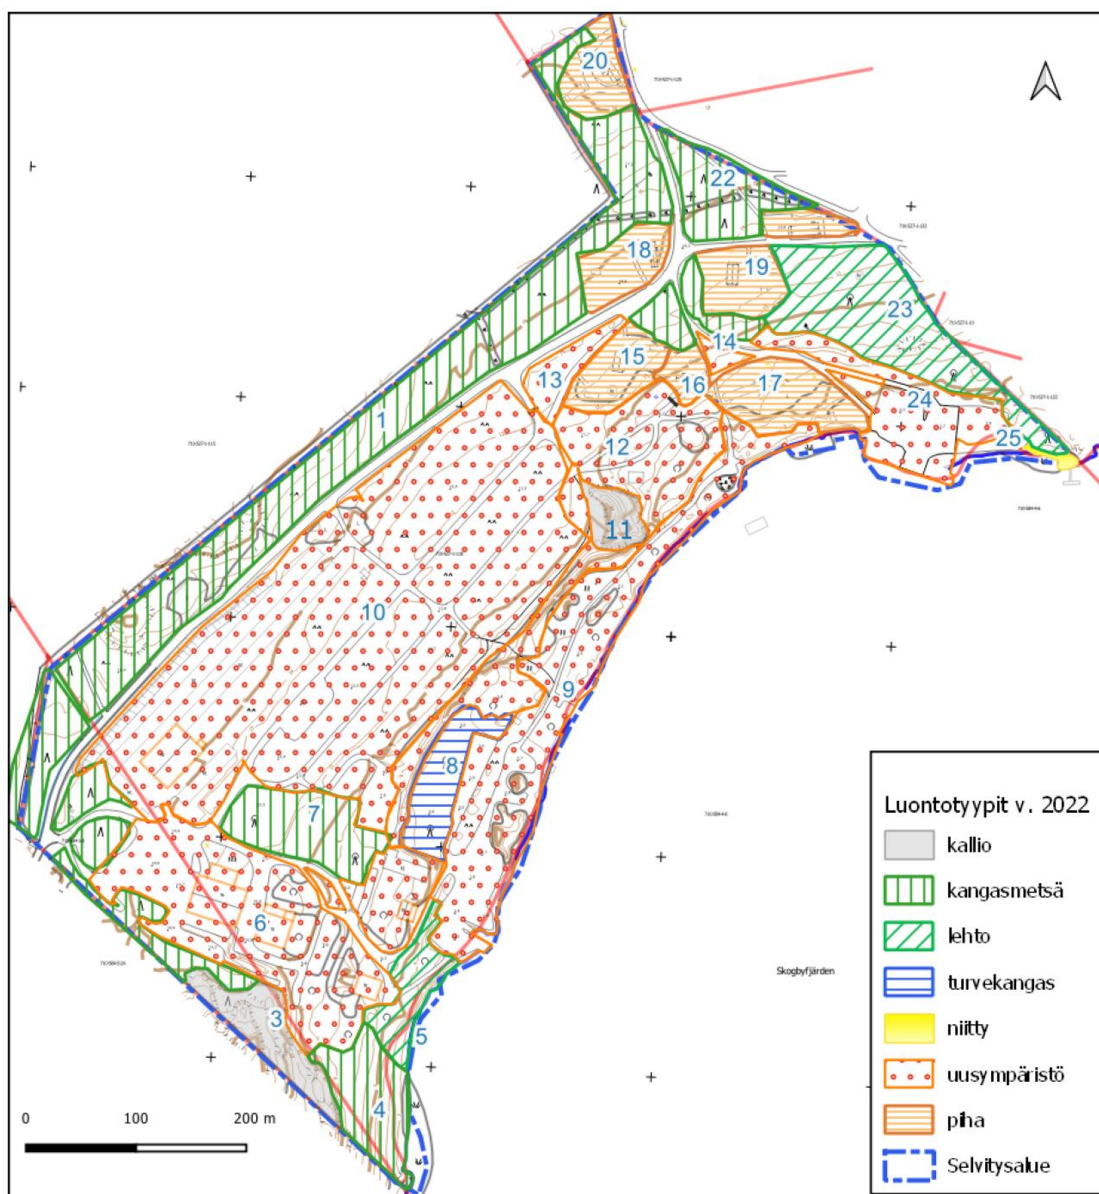 20
22
18
19
23
1
13
15
14
16
17
24
25
12
11
10
9
8
7
6
3
5
4
Skogbyfjärden
Luontotyypit v. 2022
kallio
kangasmetsä
lehto
turvekangas
niitty
uusympäristö
piha
Selvitysalue
0 100 200 m